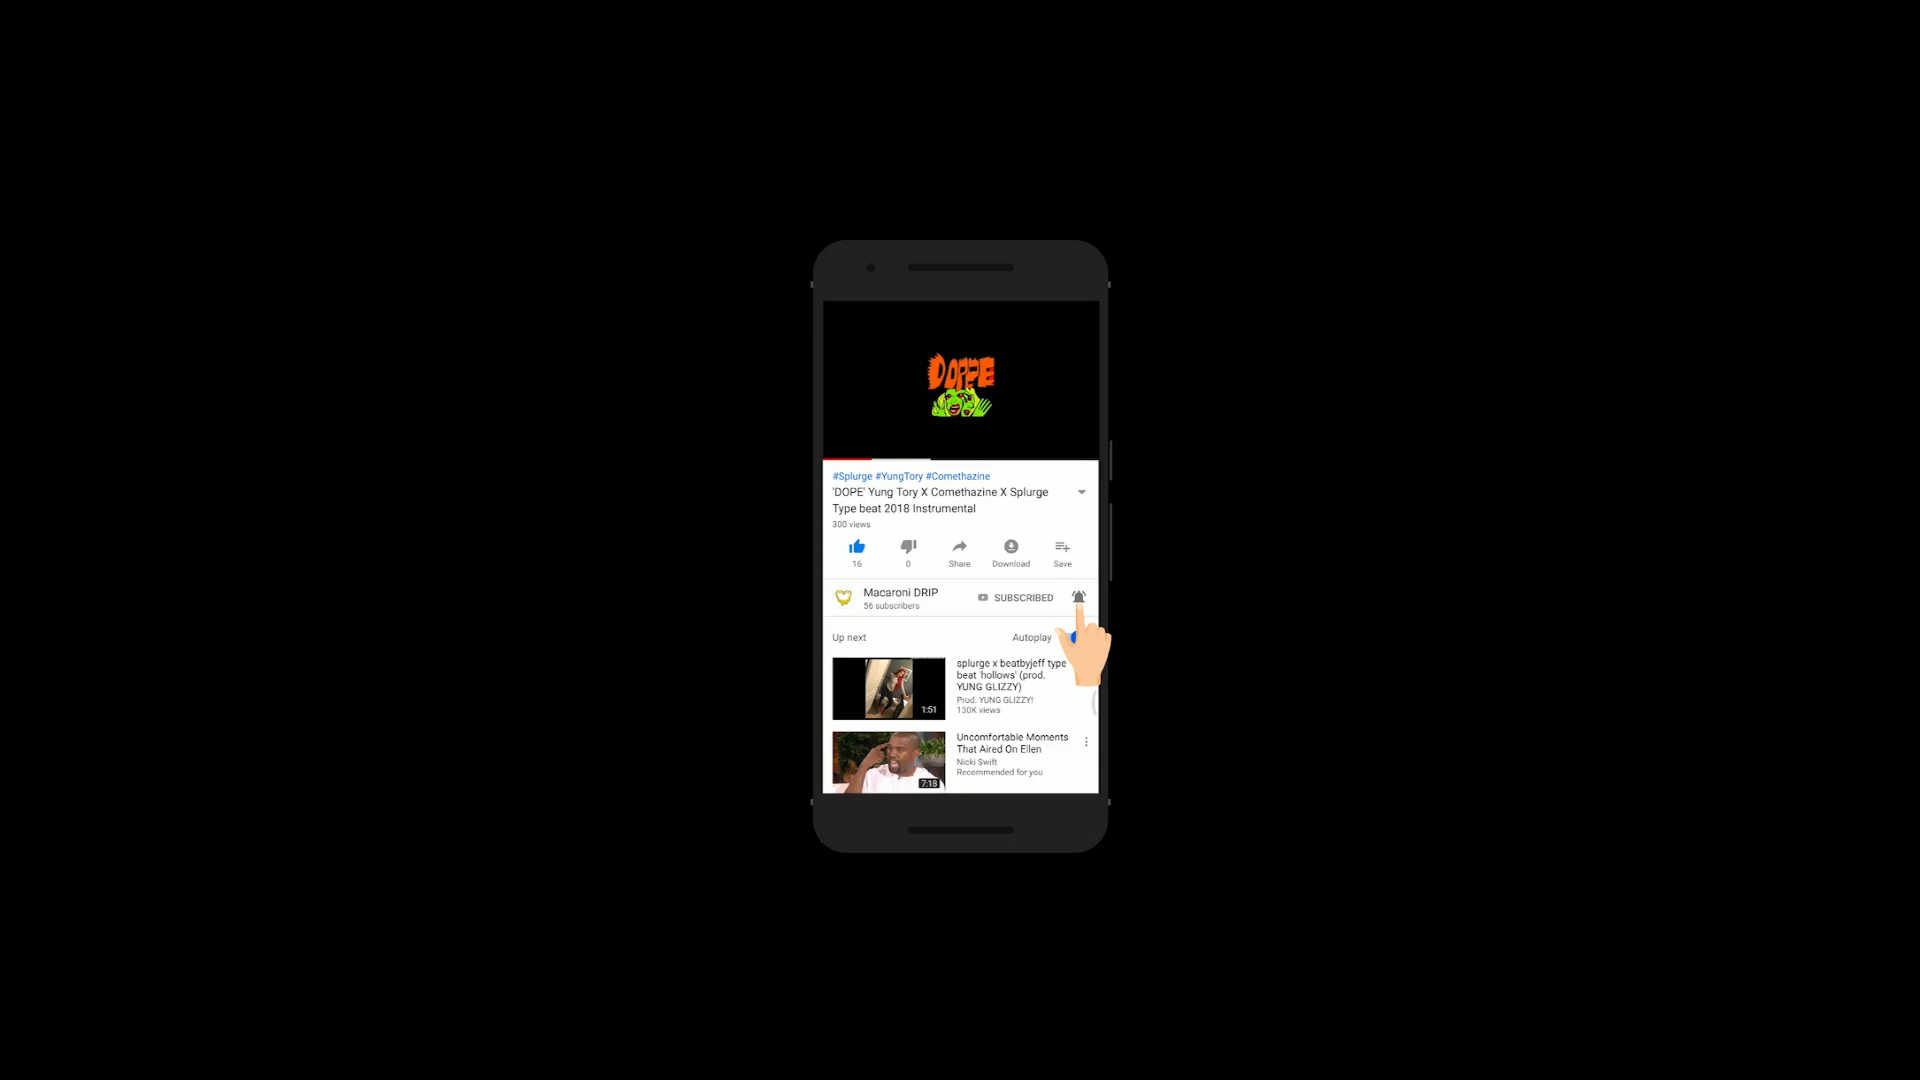 DOPE
#Splurge #YungTory #Comethazine
'DOPE' Yung Tory X Comethazine X Splurge
Type beat 2018 Instrumental
300 views
16
0
Share
Download
Save
Macaroni DRIP
56 subscribers
SUBSCRIBED
Up next
Autoplay
splurge x beatbyjeff type
beat 'hollows' (prod.
YUNG GLIZZY)
Prod. YUNG GLIZZY!
130K views
1:51
Uncomfortable Moments
That Aired On Ellen
Nicki Swift
Recommended for you
7:18